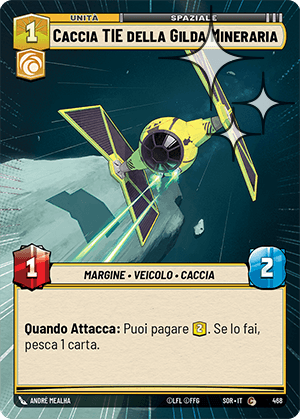 UNITÀ SPAZIALE
1 CACCIA TIE DELLA GILDA MINERARIA
1 2
MARGINE • VEICOLO • CACCIA
Quando Attacca: Puoi pagare 2. Se lo fai,
pesca 1 carta.
ANDRÉ MEALHA ©LFL ©FFG SOR • IT C 468